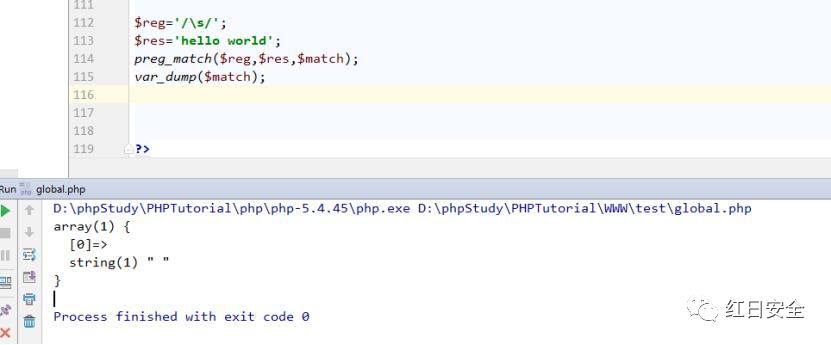 111
112 $reg='/\s/';
113 $res='hello world';
114 preg_match($reg,$res,$match);
115 var_dump($match);
116
117
118
119 ?>
Run global.php
D:\phpStudy\PHPTutorial\php\php-5.4.45\php.exe D:\phpStudy\PHPTutorial\WWW\test\global.php
array(1) {
  [0]=>
  string(1) " "
}
Process finished with exit code 0
红日安全